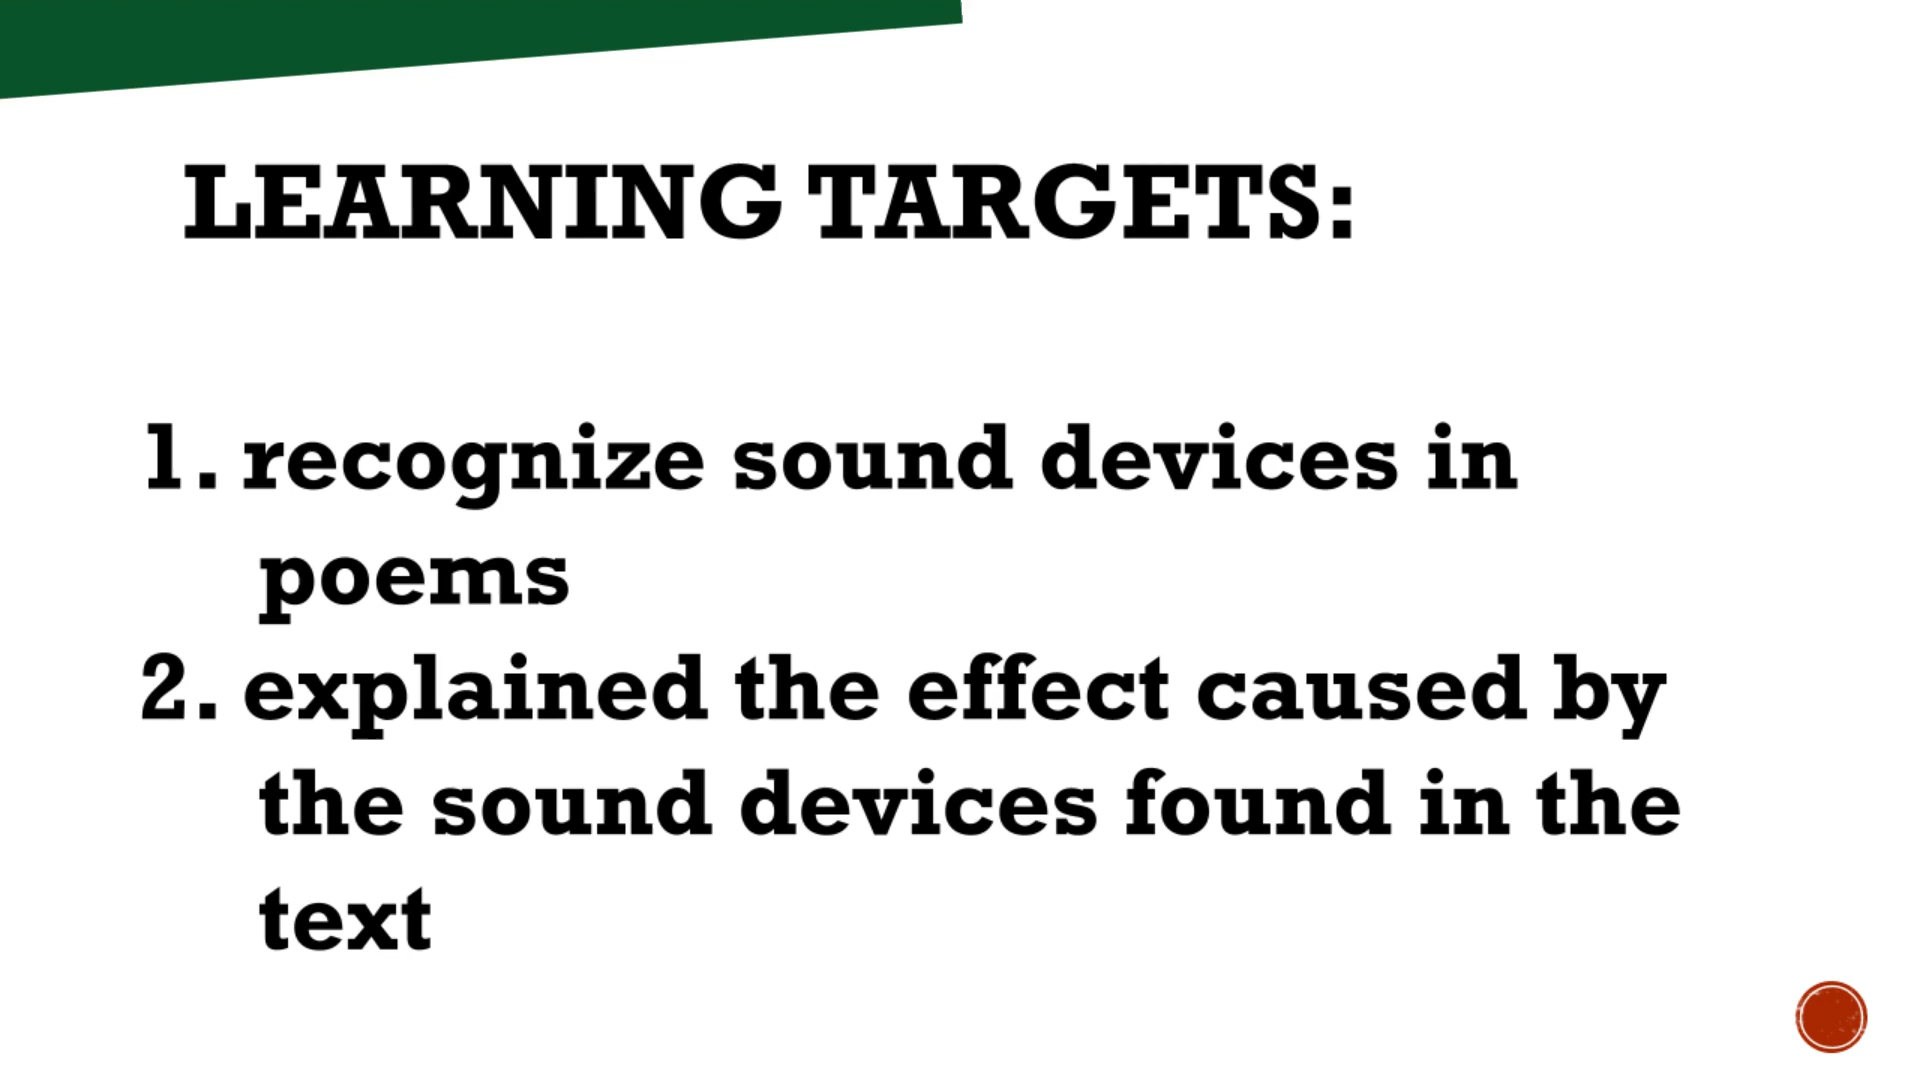 LEARNING TARGETS:
1. recognize sound devices in
poems
2. explained the effect caused by
the sound devices found in the
text